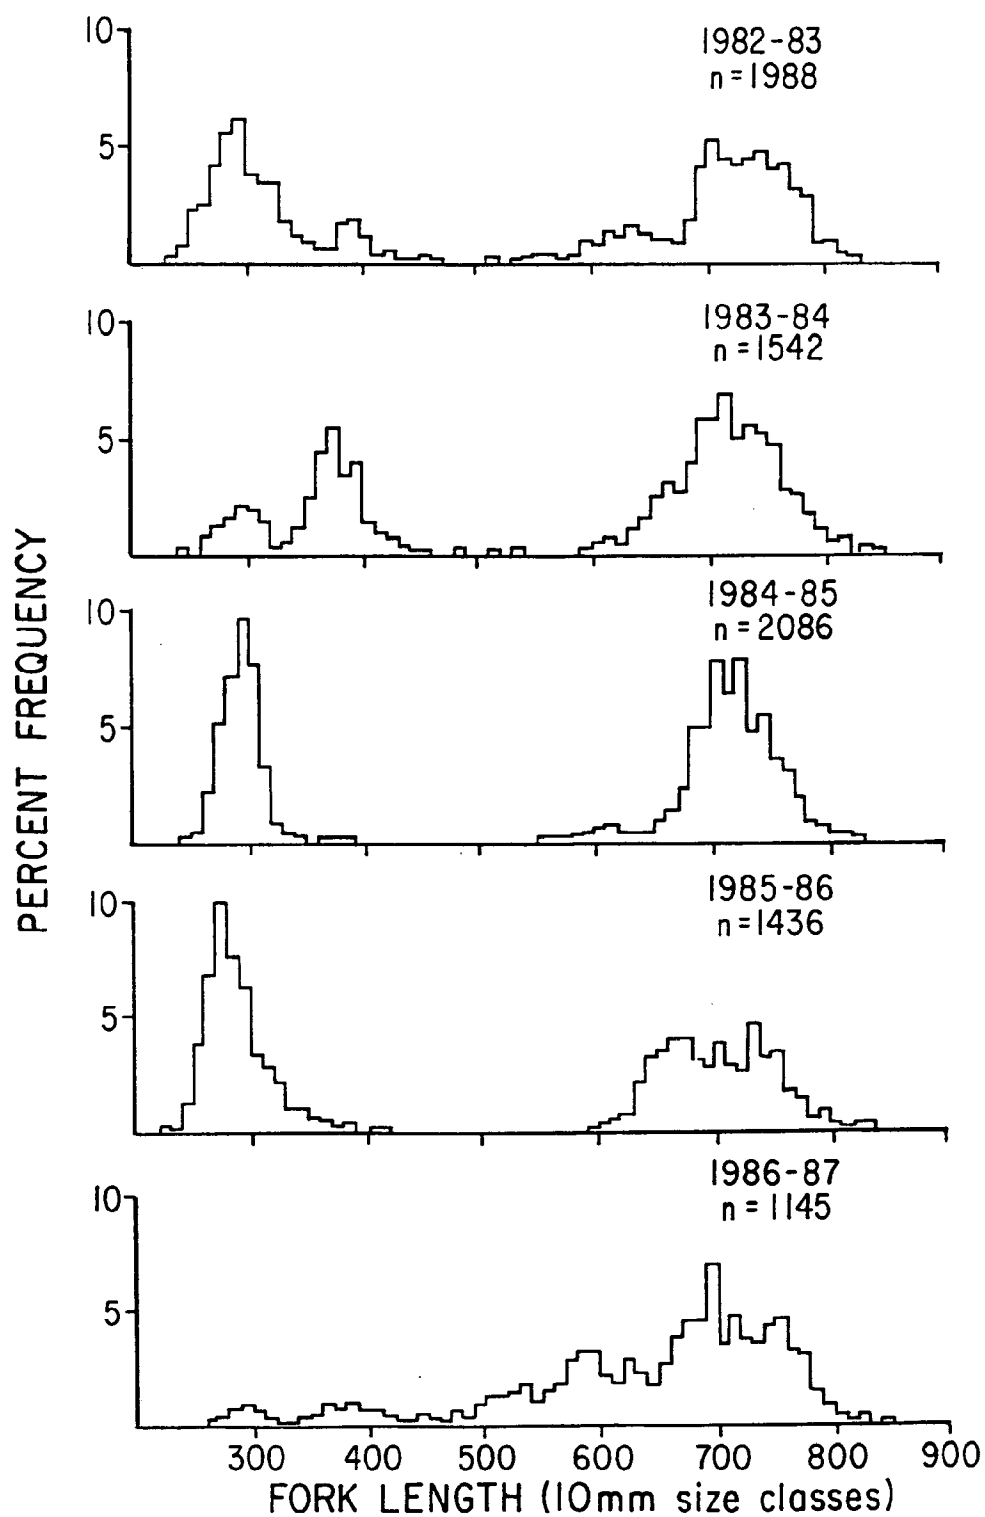 PERCENT FREQUENCY
10
5
1982-83
n=1988
10
5
1983-84
n=1542
10
5
1984-85
n=2086
10
5
1985-86
n=1436
10
5
1986-87
n=1145
300 400 500 600 700 800 900
FORK LENGTH (10mm size classes)